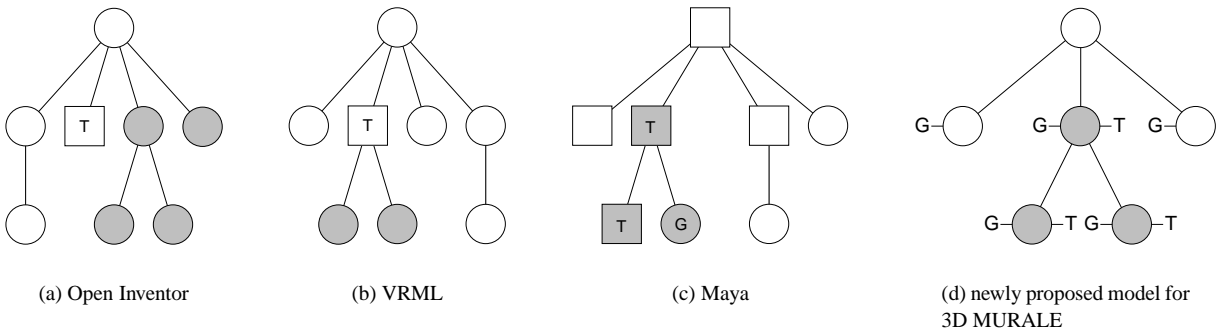 T
T
T
T
G
G
G
T
G
G
T
G
T
(a) Open Inventor
(b) VRML
(c) Maya
(d) newly proposed model for
3D MURALE